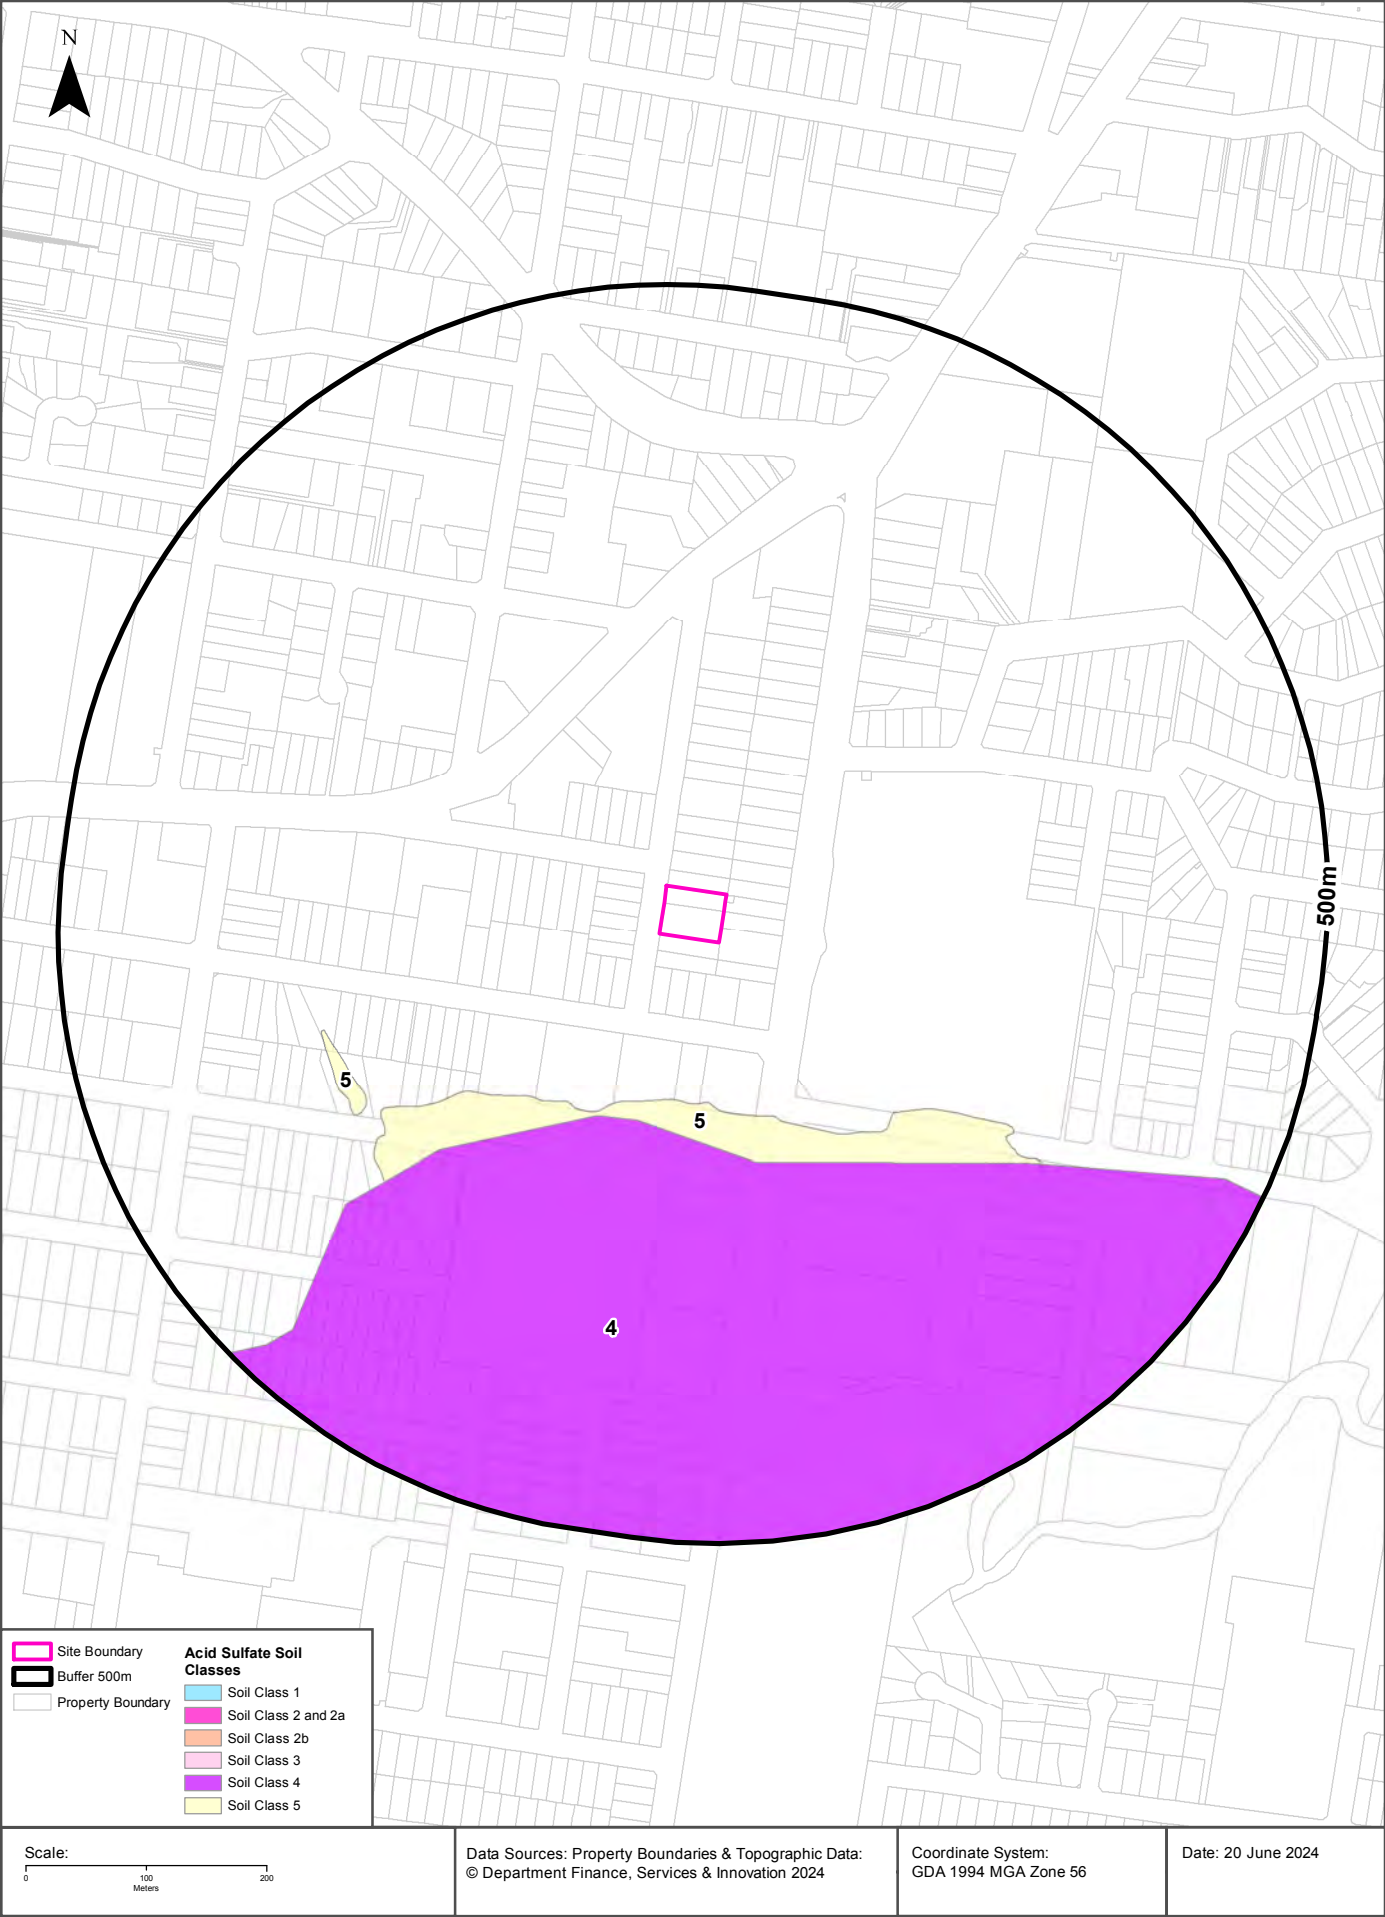 N
500m
5
5
4
Site Boundary
Buffer 500m
Property Boundary
Acid Sulfate Soil
Classes
Soil Class 1
Soil Class 2 and 2a
Soil Class 2b
Soil Class 3
Soil Class 4
Soil Class 5
Scale:
0 100 200
Meters
Data Sources: Property Boundaries & Topographic Data:
© Department Finance, Services & Innovation 2024
Coordinate System:
GDA 1994 MGA Zone 56
Date: 20 June 2024